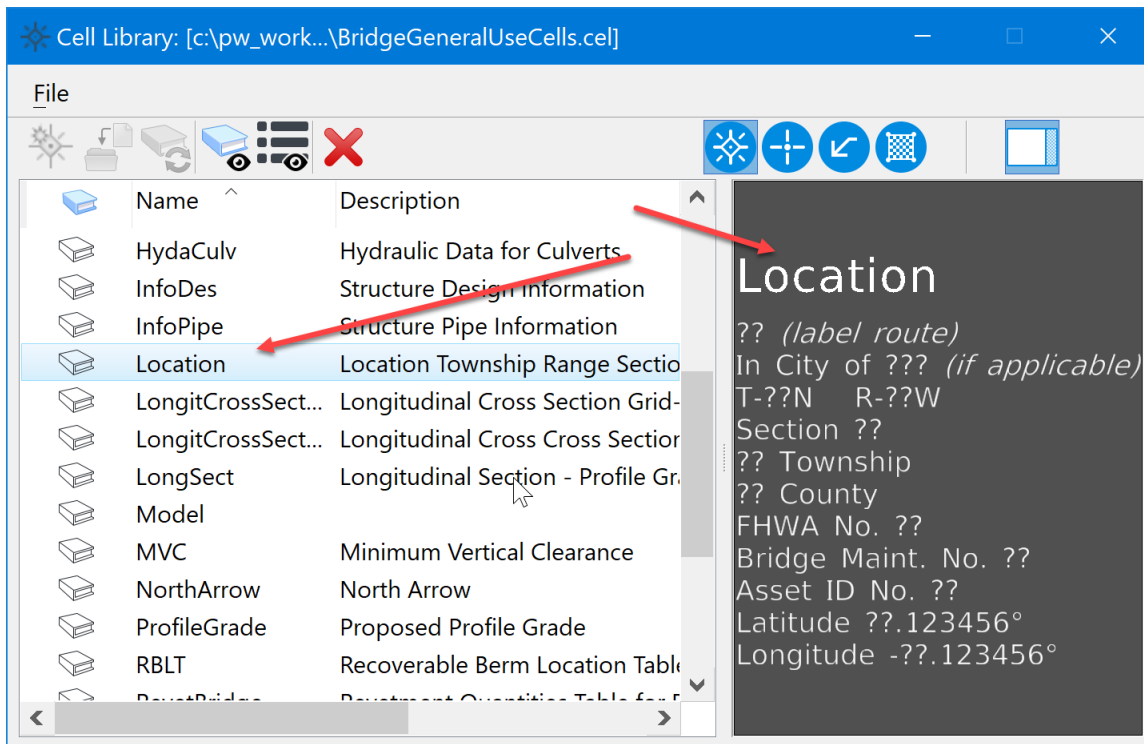 Cell Library: [c:\pw_work...\BridgeGeneralUseCells.cel]
File
Name Description
HydaCulv Hydraulic Data for Culverts
InfoDes Structure Design Information
InfoPipe Structure Pipe Information
Location Location Township Range Sectio
LongitCrossSect... Longitudinal Cross Section Grid-
LongitCrossSect... Longitudinal Cross Cross Section
LongSect Longitudinal Section - Profile Gra
Model
MVC Minimum Vertical Clearance
NorthArrow North Arrow
ProfileGrade Proposed Profile Grade
RBLT Recoverable Berm Location Table
Location
?? (label route)
In City of ??? (if applicable)
T-??N R-??W
Section ??
?? Township
?? County
FHWA No. ??
Bridge Maint. No. ??
Asset ID No. ??
Latitude ??.123456°
Longitude -??.123456°